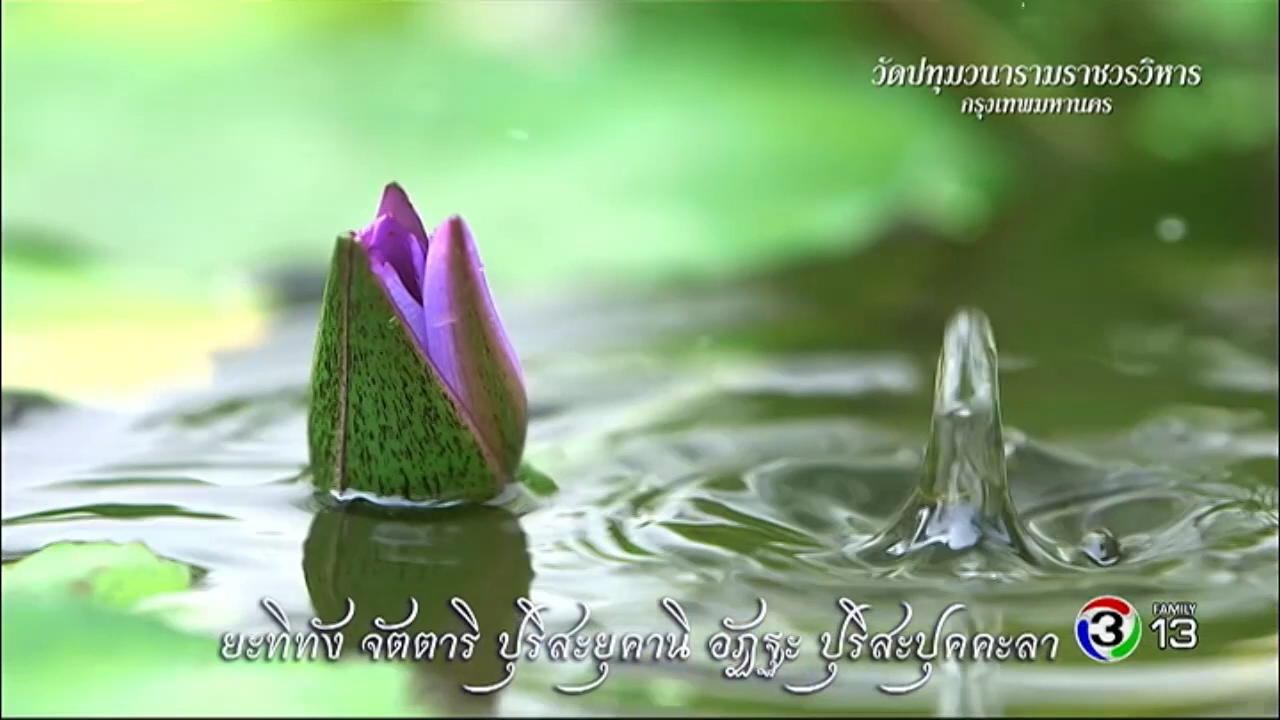 วัดปทุมวนารามราชวรวิหาร
กรุงเทพมหานคร
ยะทิทัง จัตตาริ ปุริสะยุคานิ อัฏฐะ ปุริสะปุคคะลา
3 FAMILY 13